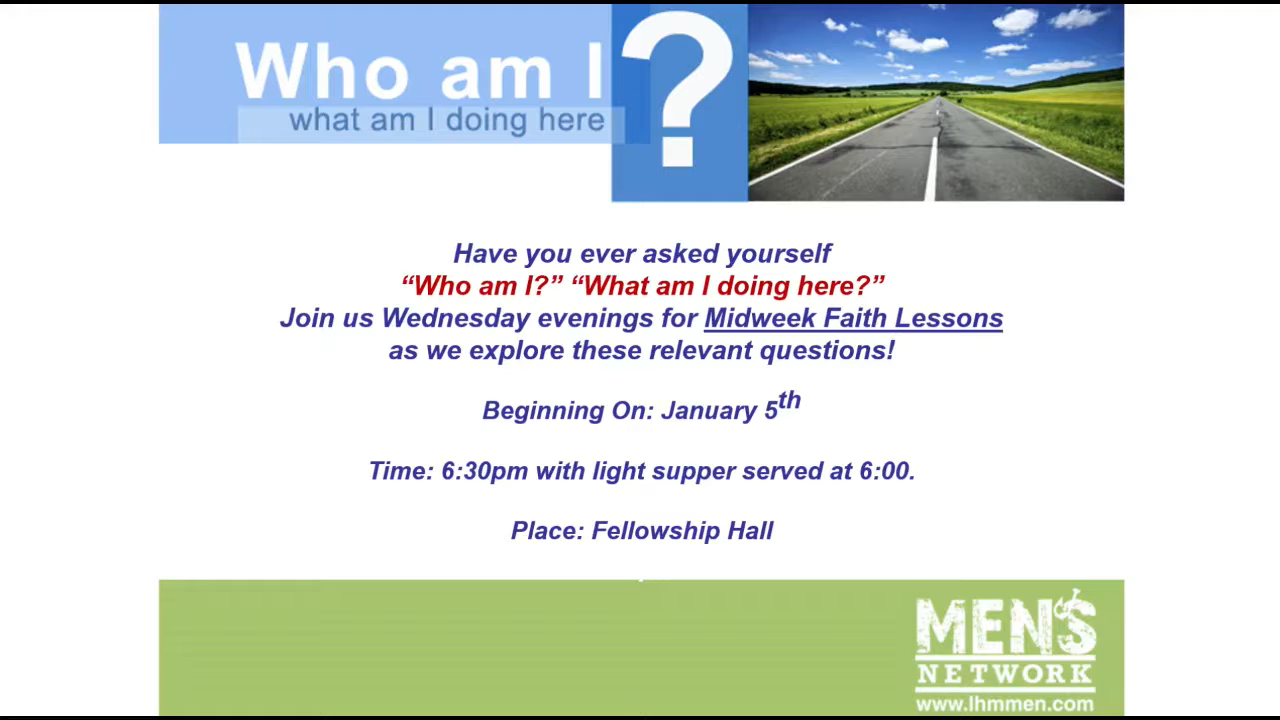 Who am I ?
what am I doing here
Have you ever asked yourself
“Who am I?” “What am I doing here?”
Join us Wednesday evenings for Midweek Faith Lessons
as we explore these relevant questions!
Beginning On: January 5th
Time: 6:30pm with light supper served at 6:00.
Place: Fellowship Hall
MEN'S
NETWORK
www.lhmmen.com